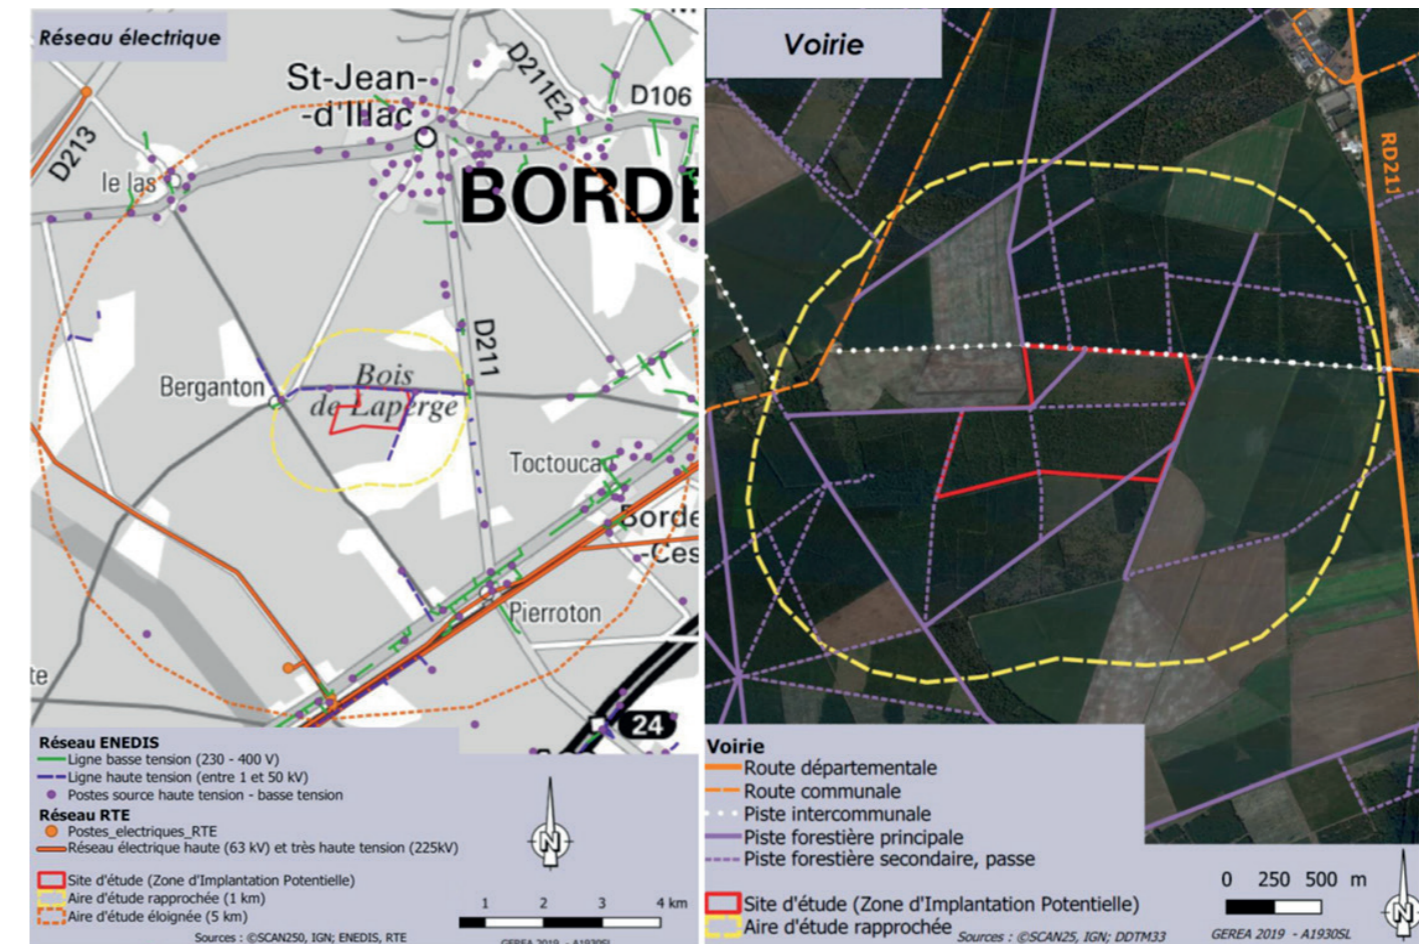 Réseau électrique
St-Jean-
-d'Illac
D211E2
D106
D213
le las
BORDE
D211
Berganton
Bois
de Laperge
Toctoucau
Borde
-Ces
Pierroton
te
24
Réseau ENEDIS
Ligne basse tension (230 - 400 V)
Ligne haute tension (entre 1 et 50 kV)
Postes source haute tension - basse tension
Réseau RTE
Postes_electriques_RTE
Réseau électrique haute (63 kV) et très haute tension (225kV)
Site d'étude (Zone d'Implantation Potentielle)
Aire d'étude rapprochée (1 km)
Aire d'étude éloignée (5 km)
N
1 2 3 4 km
Sources : ©SCAN250, IGN; ENEDIS, RTE
GEREA 2019 - A1930SL
Voirie
RD211
Voirie
Route départementale
Route communale
Piste intercommunale
Piste forestière principale
Piste forestière secondaire, passe
Site d'étude (Zone d'Implantation Potentielle)
Aire d'étude rapprochée
Sources : ©SCAN25, IGN; DDTM33
0 250 500 m
N
GEREA 2019 - A1930SL